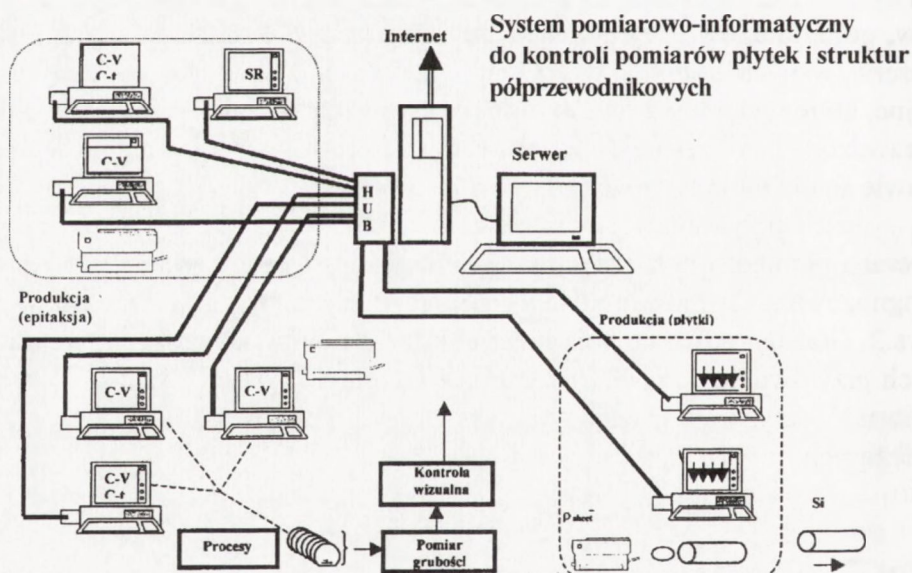 System pomiarowo-informatyczny
do kontroli pomiarów płytek i struktur
półprzewodnikowych
Internet
C-V
C-t
SR
C-V
H
U
B
Serwer
Produkcja
(epitaksja)
Produkcja (płytki)
C-V
C-V
C-V
C-t
Kontrola
wizualna
Procesy
Pomiar
grubości
ρ
Si